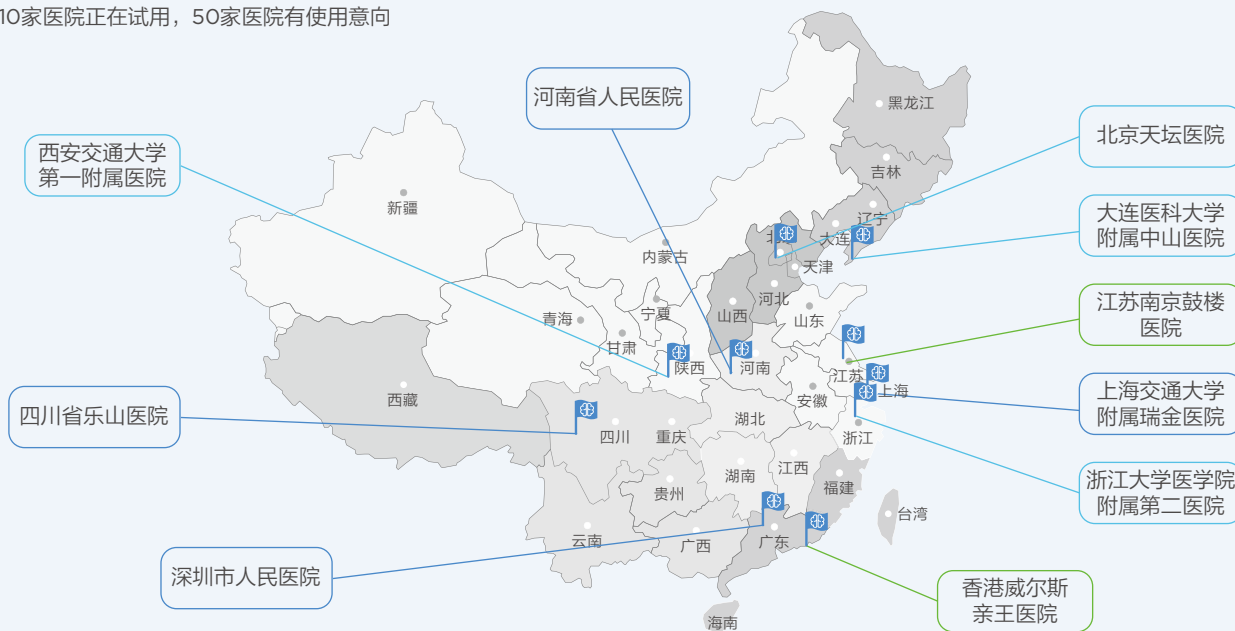 10家医院正在试用，50家医院有使用意向
河南省人民医院
黑龙江
北京天坛医院
西安交通大学
第一附属医院
吉林
新疆
辽宁
大连医科大学
附属中山医院
大连
内蒙古
天津
河北
宁夏
山西
青海
山东
江苏南京鼓楼
医院
甘肃
陕西
河南
江苏
上海
上海交通大学
附属瑞金医院
西藏
安徽
四川省乐山医院
湖北
四川
重庆
浙江
江西
湖南
浙江大学医学院
附属第二医院
福建
贵州
台湾
云南
广西
广东
深圳市人民医院
香港威尔斯
亲王医院
海南